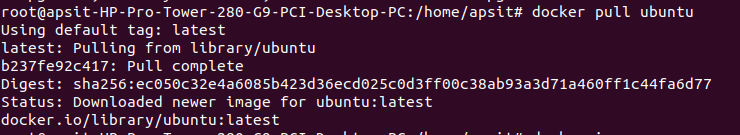 root@apsit-HP-Pro-Tower-280-G9-PCI-Desktop-PC:/home/apsit# docker pull ubuntu
Using default tag: latest
latest: Pulling from library/ubuntu
b237fe92c417: Pull complete
Digest: sha256:ec050c32e4a6085b423d36ecd025c0d3ff00c38ab93a3d71a460ff1c44fa6d77
Status: Downloaded newer image for ubuntu:latest
docker.io/library/ubuntu:latest